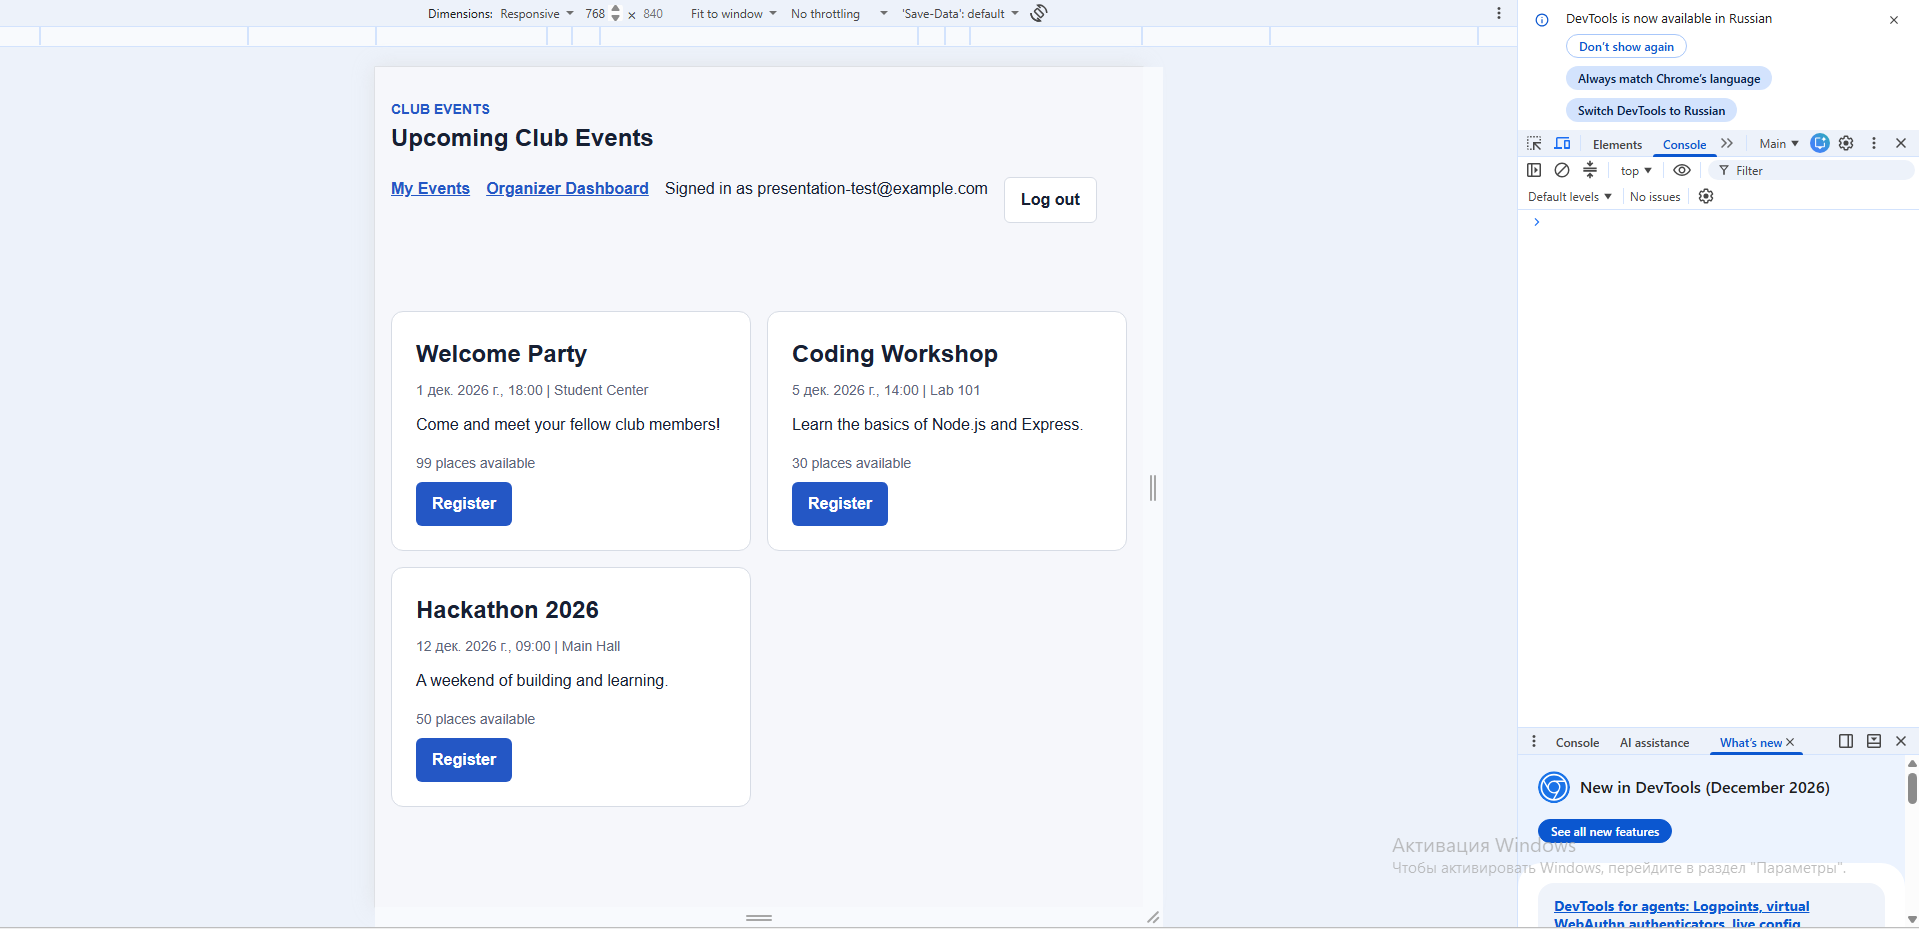 Dimensions: Responsive 768 × 840 Fit to window No throttling 'Save-Data': default
CLUB EVENTS
Upcoming Club Events
My Events Organizer Dashboard Signed in as presentation-test@example.com Log out
Welcome Party
1 дек. 2026 г., 18:00 | Student Center
Come and meet your fellow club members!
99 places available
Register
Coding Workshop
5 дек. 2026 г., 14:00 | Lab 101
Learn the basics of Node.js and Express.
30 places available
Register
Hackathon 2026
12 дек. 2026 г., 09:00 | Main Hall
A weekend of building and learning.
50 places available
Register
DevTools is now available in Russian
Don't show again
Always match Chrome's language
Switch DevTools to Russian
Elements Console Main
top Filter
Default levels No issues
Console AI assistance What's new
New in DevTools (December 2026)
See all new features
Активация Windows
Чтобы активировать Windows, перейдите в раздел "Параметры".
DevTools for agents: Logpoints, virtual
WebAuthn authenticators, live config